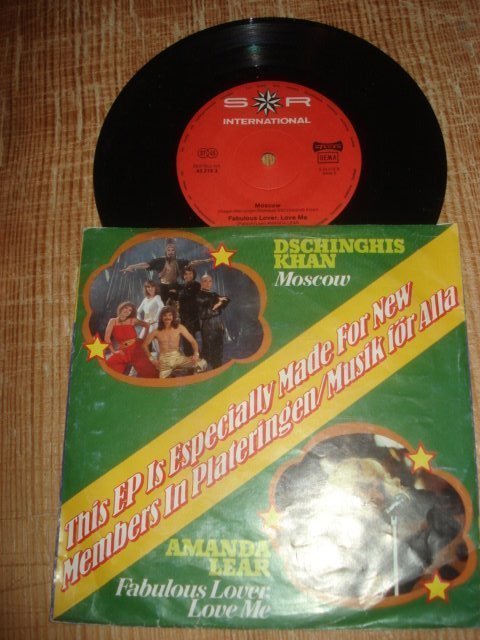 S R
INTERNATIONAL
GEMA
Moscow
Fabulous Lover, Love Me
DSCHINGHIS
KHAN
Moscow
This EP Is Especially Made For New
Members In Plateringen/Musik för Alla
AMANDA
LEAR
Fabulous Lover,
Love Me